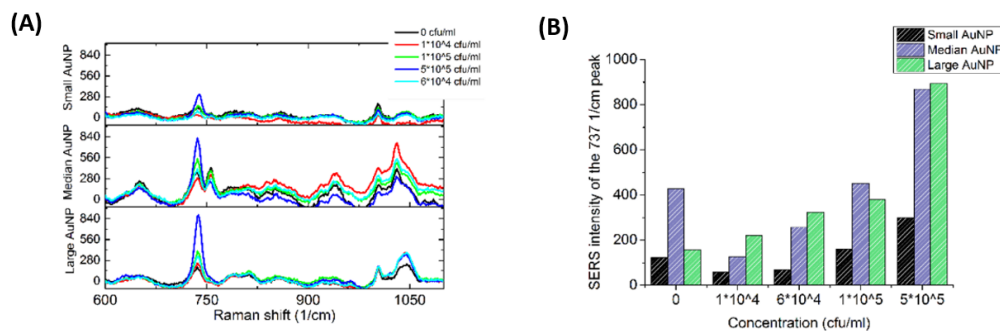 (A)
0 cfu/ml
1*10^4 cfu/ml
1*10^5 cfu/ml
5*10^5 cfu/ml
6*10^4 cfu/ml
Small AuNP
840
560
280
0
Median AuNP
840
560
280
0
Large AuNP
840
560
280
0
600 750 900 1050
Raman shift (1/cm)
(B)
Small AuNP
Median AuNP
Large AuNP
SERS intensity of the 737 1/cm peak
1000
800
600
400
200
0 1*10^4 6*10^4 1*10^5 5*10^5
Concentration (cfu/ml)